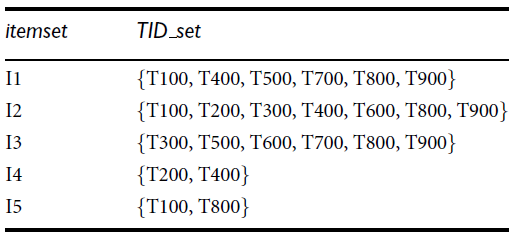 itemset TID_set
I1 {T100, T400, T500, T700, T800, T900}
I2 {T100, T200, T300, T400, T600, T800, T900}
I3 {T300, T500, T600, T700, T800, T900}
I4 {T200, T400}
I5 {T100, T800}